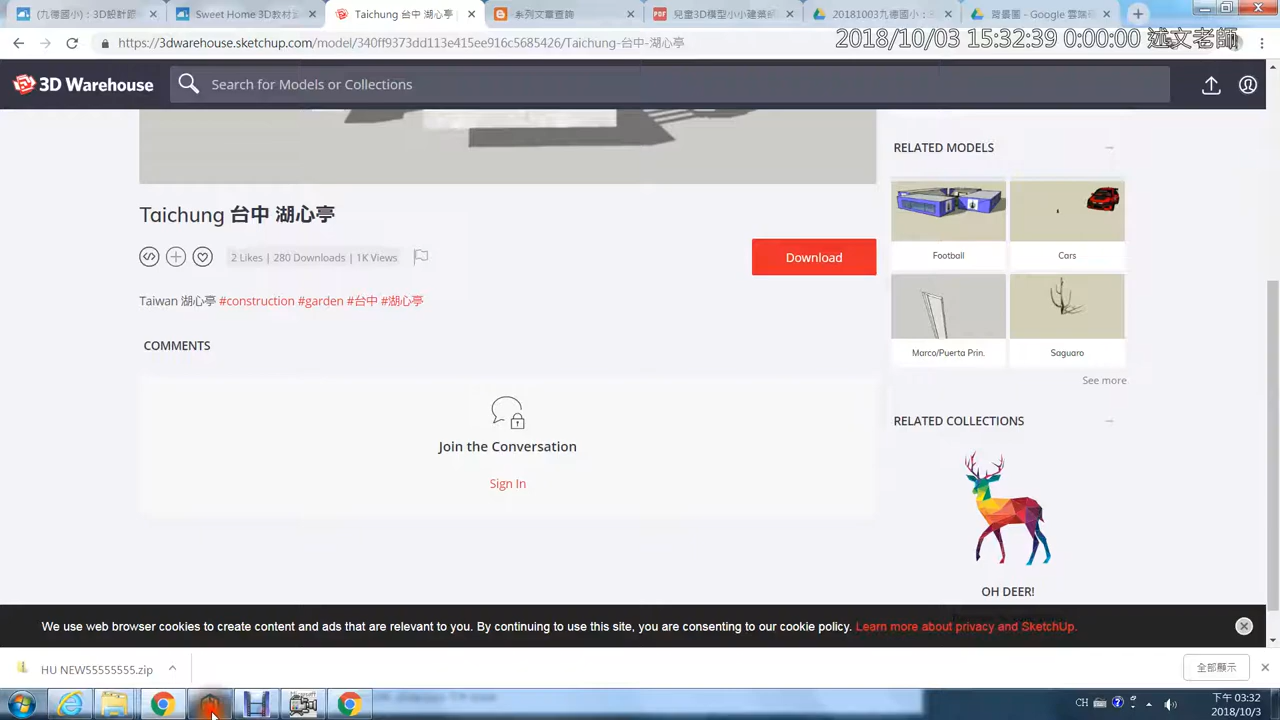 (九德國小) : 3D設計師
Sweet Home 3D教材
Taichung 台中 湖心亭
系列文章查詢
兒童3D模型小小建築
20181003九德國小 :
背景圖 - Google 雲端
https://3dwarehouse.sketchup.com/model/340ff9373dd113e415ee916c5685426/Taichung-台中-湖心亭
2018/10/03 15:32:39 0:00:00 述文老師
3D Warehouse
Search for Models or Collections
RELATED MODELS
Football
Cars
Marco/Puerta Prin.
Saguaro
See more
Taichung 台中 湖心亭
2 Likes | 280 Downloads | 1K Views
Download
Taiwan 湖心亭 #construction #garden #台中 #湖心亭
COMMENTS
Join the Conversation
Sign In
RELATED COLLECTIONS
OH DEER!
We use web browser cookies to create content and ads that are relevant to you. By continuing to use this site, you are consenting to our cookie policy. Learn more about privacy and SketchUp.
HU NEW55555555.zip
全部顯示
CH
下午 03:32
2018/10/3